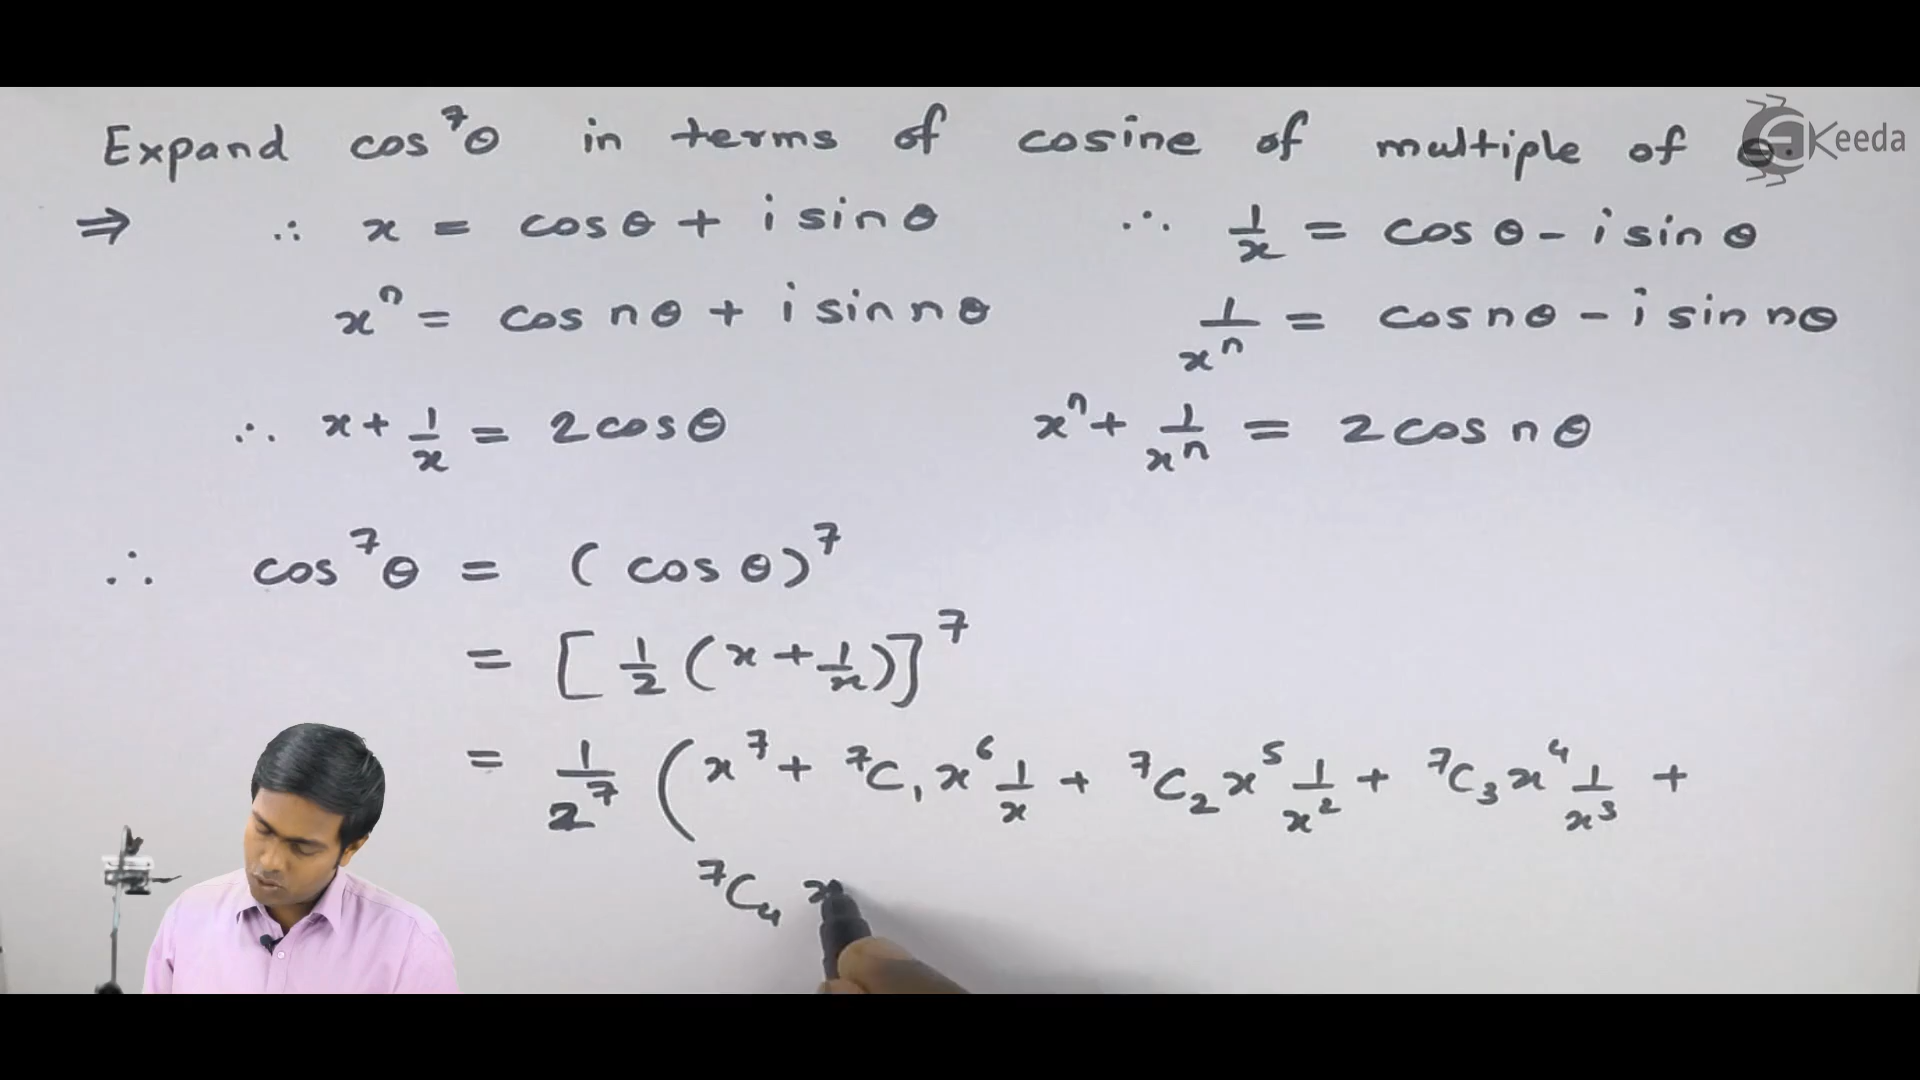 Expand cos⁷θ in terms of cosine of multiple of θ.
Keeda
⇒ ∴ x = cosθ + i sinθ ∴ 1/x = cosθ - i sinθ
xⁿ = cos nθ + i sin nθ 1/xⁿ = cos nθ - i sin nθ
∴ x + 1/x = 2cosθ xⁿ + 1/xⁿ = 2cos nθ
∴ cos⁷θ = (cosθ)⁷
= [1/2 (x + 1/x)]⁷
= 1/2⁷ (x⁷ + ⁷C₁ x⁶ 1/x + ⁷C₂ x⁵ 1/x² + ⁷C₃ x⁴ 1/x³ +
⁷C₄ x